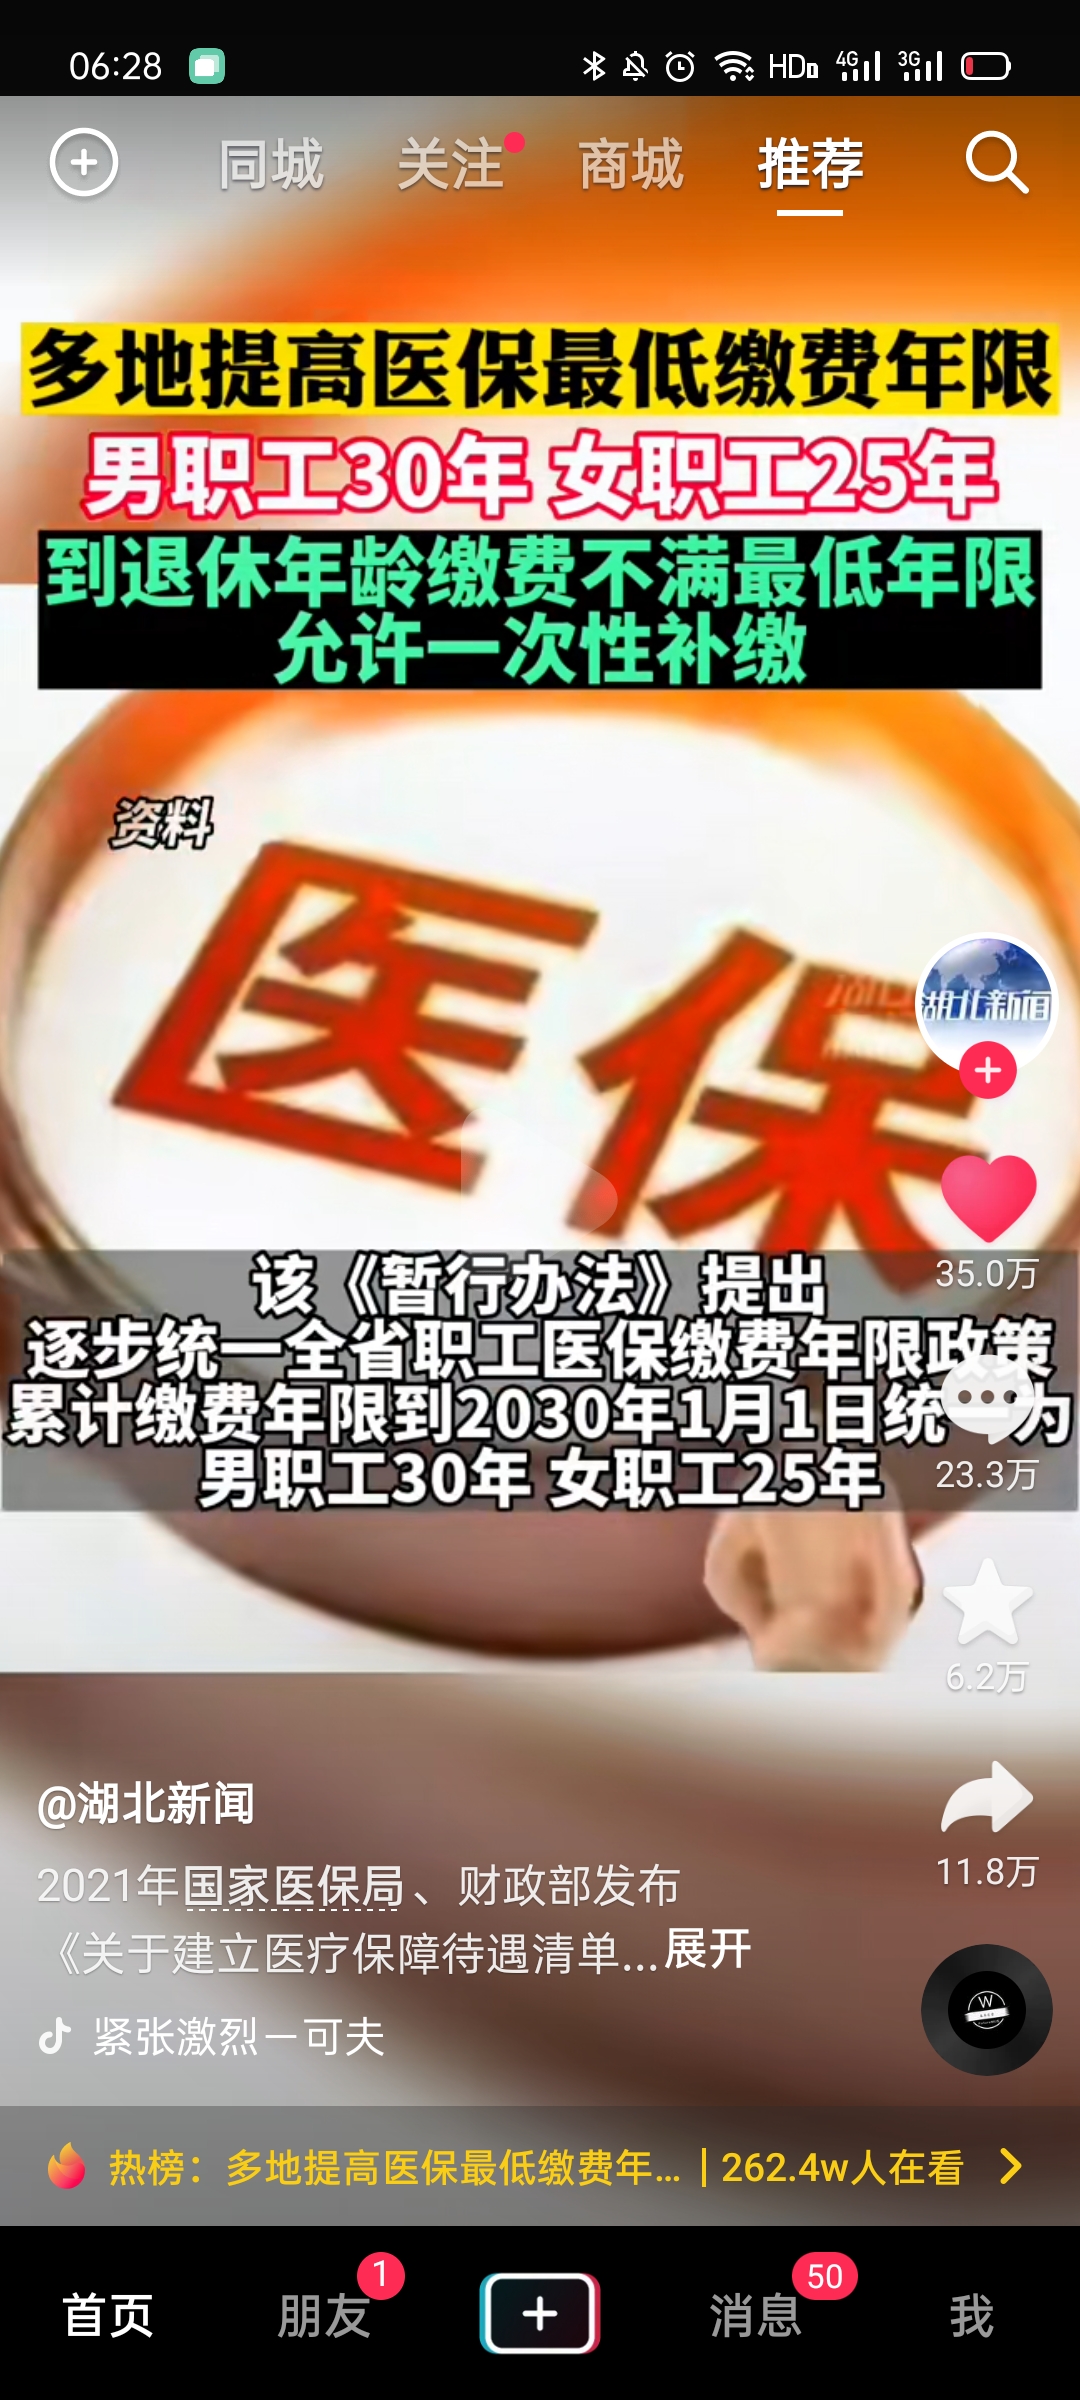 06:28
HD
4G
3G
同城
关注
商城
推荐
多地提高医保最低缴费年限
男职工30年 女职工25年
到退休年龄缴费不满最低年限
允许一次性补缴
资料
医保
湖北新闻
35.0万
该《暂行办法》提出
逐步统一全省职工医保缴费年限政策
累计缴费年限到2030年1月1日统一为
男职工30年 女职工25年
23.3万
6.2万
@湖北新闻
2021年国家医保局、财政部发布
《关于建立医疗保障待遇清单...展开
11.8万
紧张激烈－可夫
W
热榜：多地提高医保最低缴费年... | 262.4w人在看
首页
朋友
1
消息
50
我